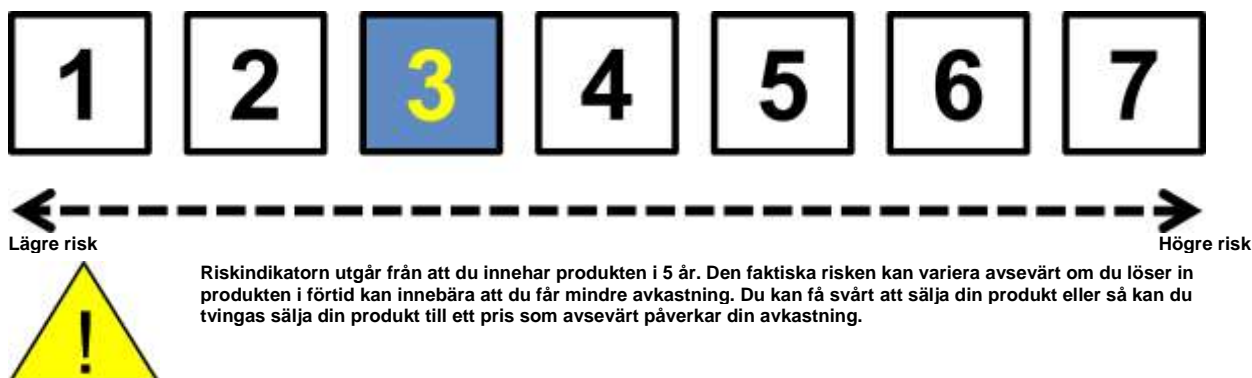 1 2 3 4 5 6 7
Lägre risk Högre risk
Riskindikatorn utgår från att du innehar produkten i 5 år. Den faktiska risken kan variera avsevärt om du löser in
produkten i förtid kan innebära att du får mindre avkastning. Du kan få svårt att sälja din produkt eller så kan du
tvingas sälja din produkt till ett pris som avsevärt påverkar din avkastning.
!